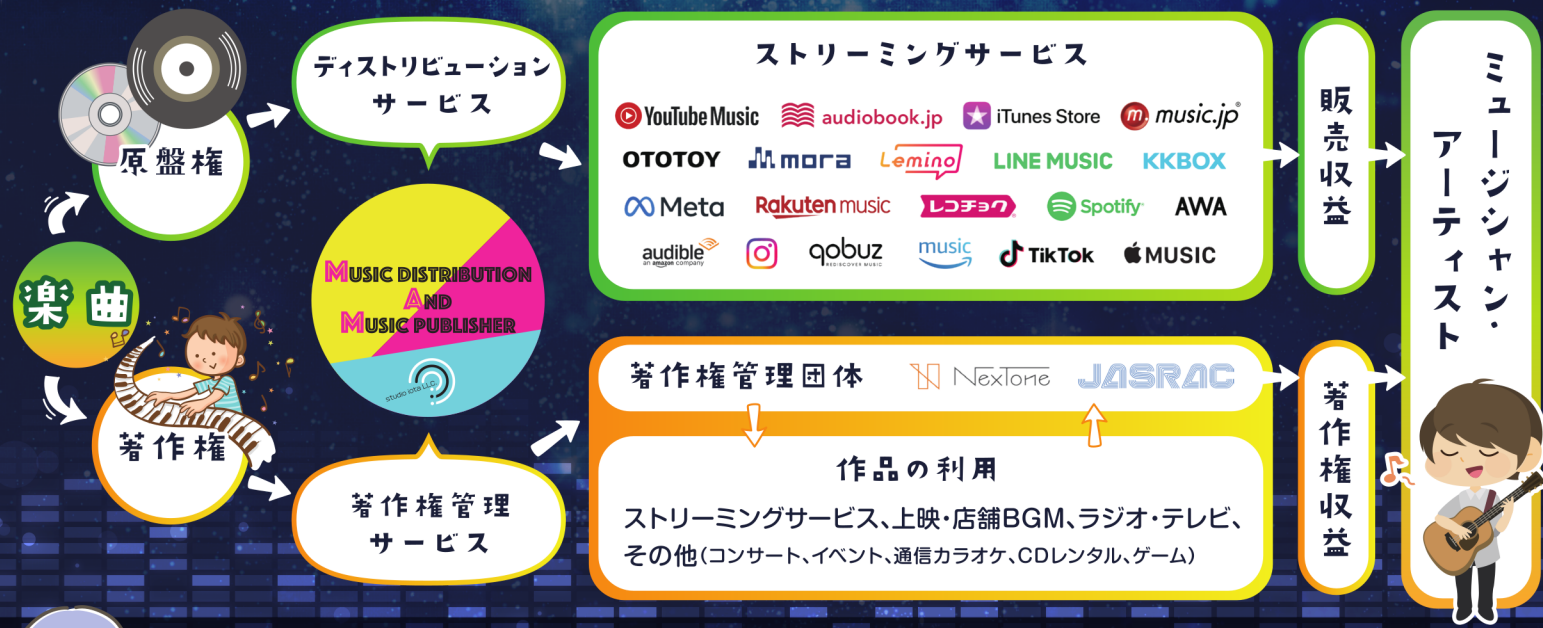 楽曲
原盤権
著作権
ディストリビューション
サービス
MUSIC DISTRIBUTION
AND
MUSIC PUBLISHER
studio iota LLC
著作権管理
サービス
ストリーミングサービス
YouTube Music audiobook.jp iTunes Store m music.jp
OTOTOY mora Lemino LINE MUSIC KKBOX
Meta Rakuten music レコチョク Spotify AWA
audible an amazon company qobuz REDISCOVER MUSIC music TikTok MUSIC
著作権管理団体 NexTone JASRAC
作品の利用
ストリーミングサービス、上映・店舗BGM、ラジオ・テレビ、
その他(コンサート、イベント、通信カラオケ、CDレンタル、ゲーム)
販売収益
著作権収益
ミュージシャン・
アーティスト